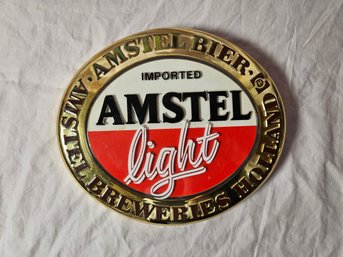 · AMSTEL BIER ·
AMSTEL BREWERIES HOLLAND
IMPORTED
AMSTEL
light